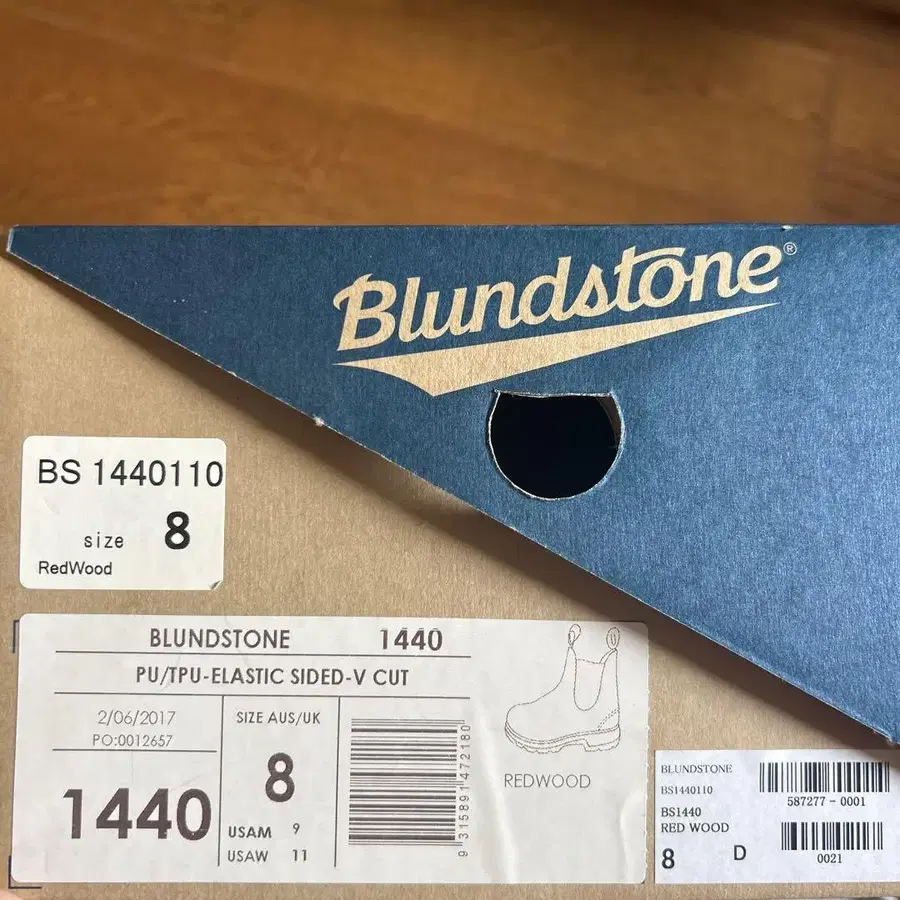 Blundstone®
BS 1440110
size 8
RedWood
BLUNDSTONE 1440
PU/TPU-ELASTIC SIDED-V CUT
2/06/2017
PO:0012657
1440
SIZE AUS/UK
8
USAM 9
USAW 11
9 315891 472180
REDWOOD
BLUNDSTONE
BS1440110
BS1440
RED WOOD
8 D
587277-0001
0021